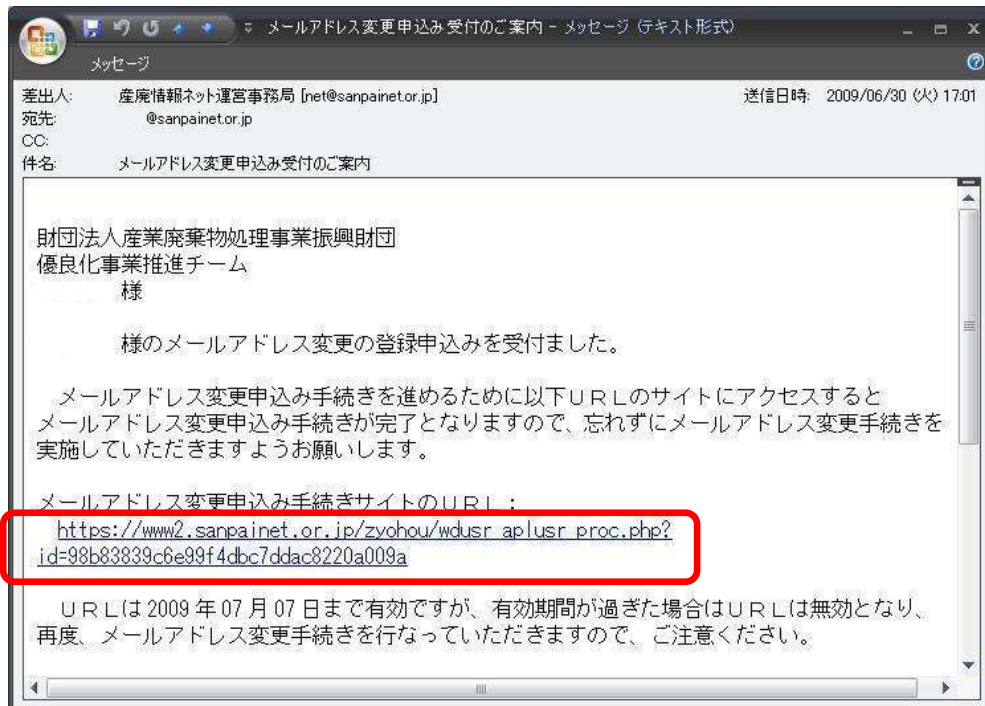 メールアドレス変更申込み受付のご案内 - メッセージ (テキスト形式)
メッセージ
差出人: 産廃情報ネット運営事務局 [net@sanpainet.or.jp] 送信日時: 2009/06/30 (火) 17:01
宛先: @sanpainet.or.jp
CC:
件名: メールアドレス変更申込み受付のご案内
財団法人産業廃棄物処理事業振興財団
優良化事業推進チーム
様
様のメールアドレス変更の登録申込みを受付ました。
メールアドレス変更申込み手続きを進めるために以下ＵＲＬのサイトにアクセスすると
メールアドレス変更申込み手続きが完了となりますので、忘れずにメールアドレス変更手続きを
実施していただきますようお願いします。
メールアドレス変更申込み手続きサイトのＵＲＬ：
https://www2.sanpainet.or.jp/zyohou/wdusr_aplusr_proc.php?
id=98b83839c6e99f4dbc7ddac8220a009a
ＵＲＬは2009年07月07日まで有効ですが、有効期間が過ぎた場合はＵＲＬは無効となり、
再度、メールアドレス変更手続きを行なっていただきますので、ご注意ください。